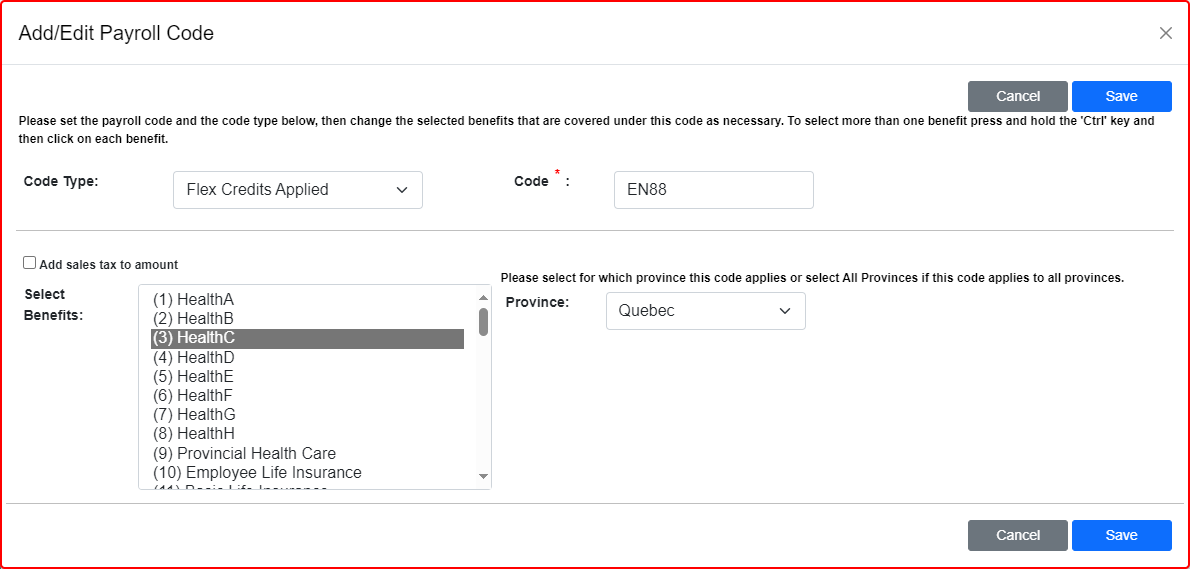 Add/Edit Payroll Code
Cancel
Save
Please set the payroll code and the code type below, then change the selected benefits that are covered under this code as necessary. To select more than one benefit press and hold the 'Ctrl' key and
then click on each benefit.
Code Type:
Flex Credits Applied
Code * :
EN88
Add sales tax to amount
Please select for which province this code applies or select All Provinces if this code applies to all provinces.
Select
Benefits:
(1) HealthA
(2) HealthB
(3) HealthC
(4) HealthD
(5) HealthE
(6) HealthF
(7) HealthG
(8) HealthH
(9) Provincial Health Care
(10) Employee Life Insurance
(11) Basic Life Insurance
Province:
Quebec
Cancel
Save